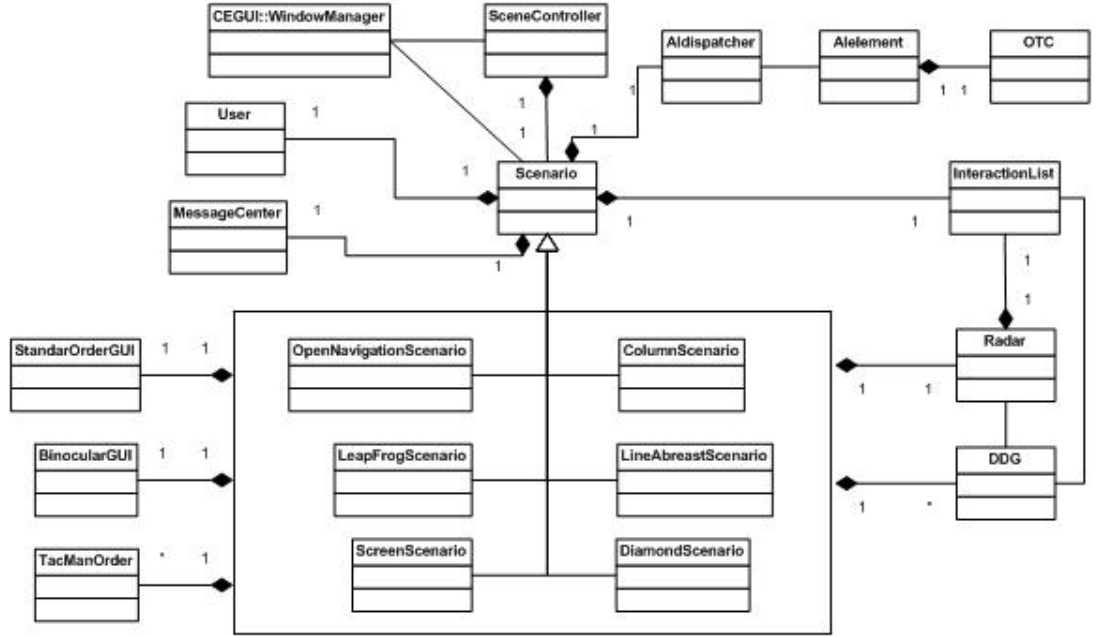 CEGUI::WindowManager
SceneController
AIdispatcher
AIelement
OTC
1
1
1
1
1
User
1
1
1
Scenario
1
InteractionList
MessageCenter
1
1
1
1
1
1
StandarOrderGUI
1
1
OpenNavigationScenario
ColumnScenario
Radar
1
1
BinocularGUI
1
1
LeapFrogScenario
LineAbreastScenario
DDG
1
*
TacManOrder
*
1
ScreenScenario
DiamondScenario